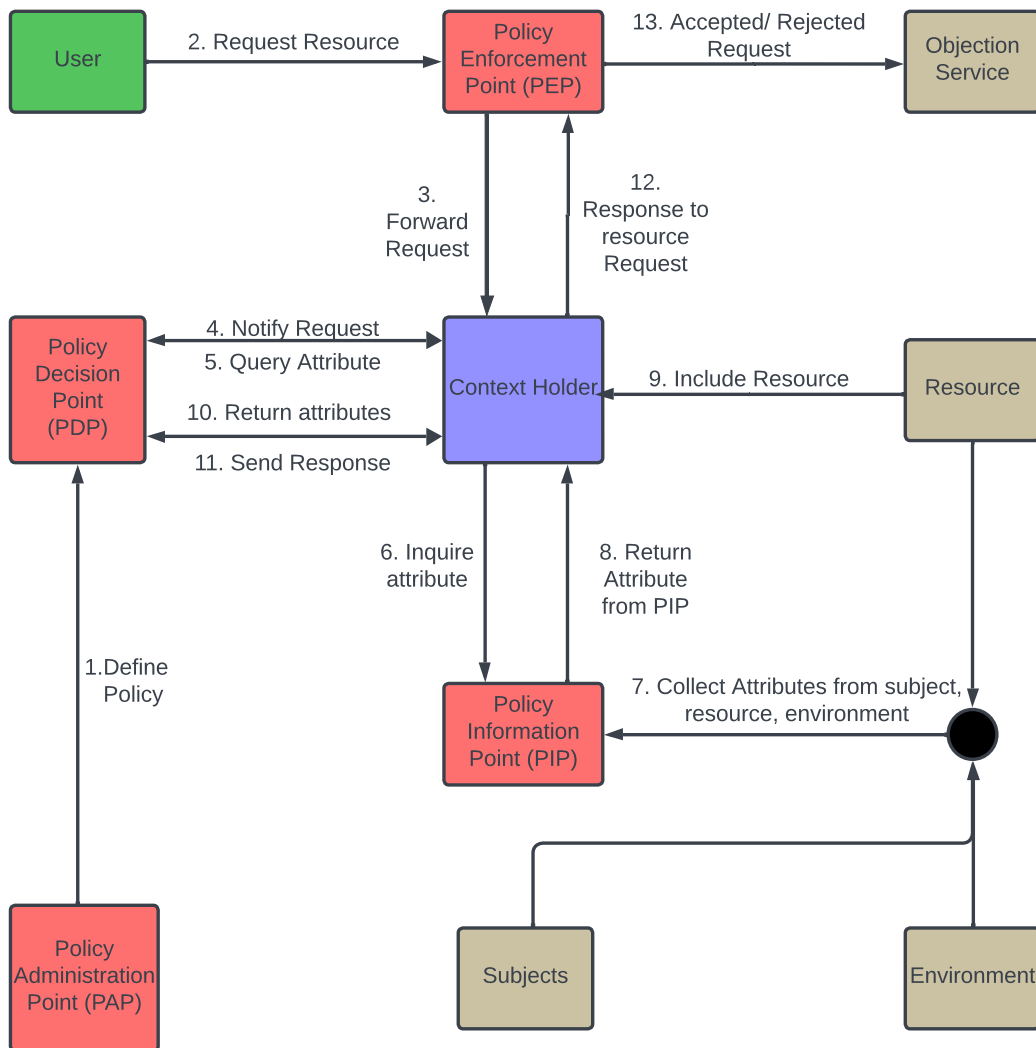 User
2. Request Resource
Policy
Enforcement
Point (PEP)
13. Accepted/ Rejected
Request
Objection
Service
3.
Forward
Request
12.
Response to
resource
Request
Policy
Decision
Point
(PDP)
4. Notify Request
5. Query Attribute
10. Return attributes
11. Send Response
Context Holder
9. Include Resource
Resource
6. Inquire
attribute
8. Return
Attribute
from PIP
1.Define
Policy
Policy
Information
Point (PIP)
7. Collect Attributes from subject,
resource, environment
Policy
Administration
Point (PAP)
Subjects
Environment